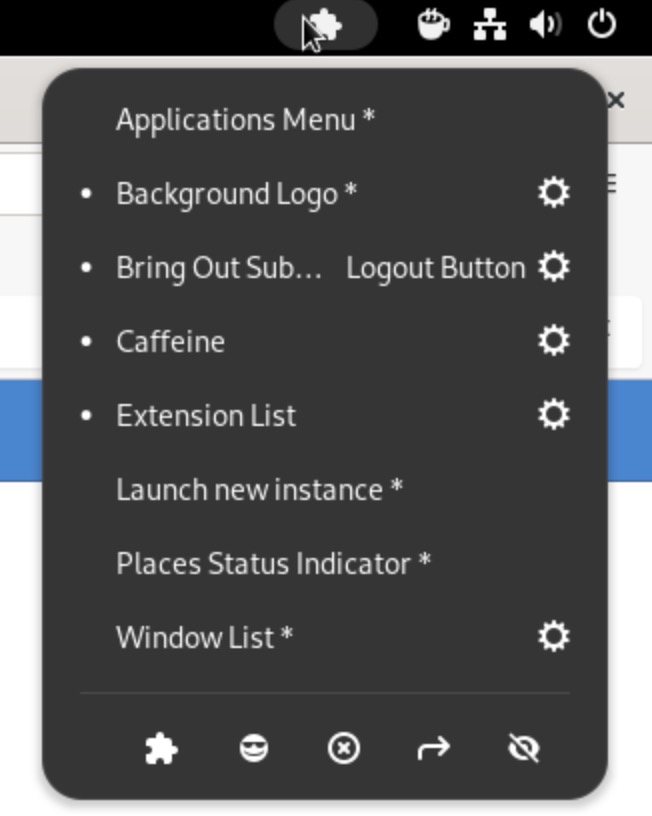 Applications Menu *
• Background Logo *
• Bring Out Sub... Logout Button
• Caffeine
• Extension List
Launch new instance *
Places Status Indicator *
Window List *